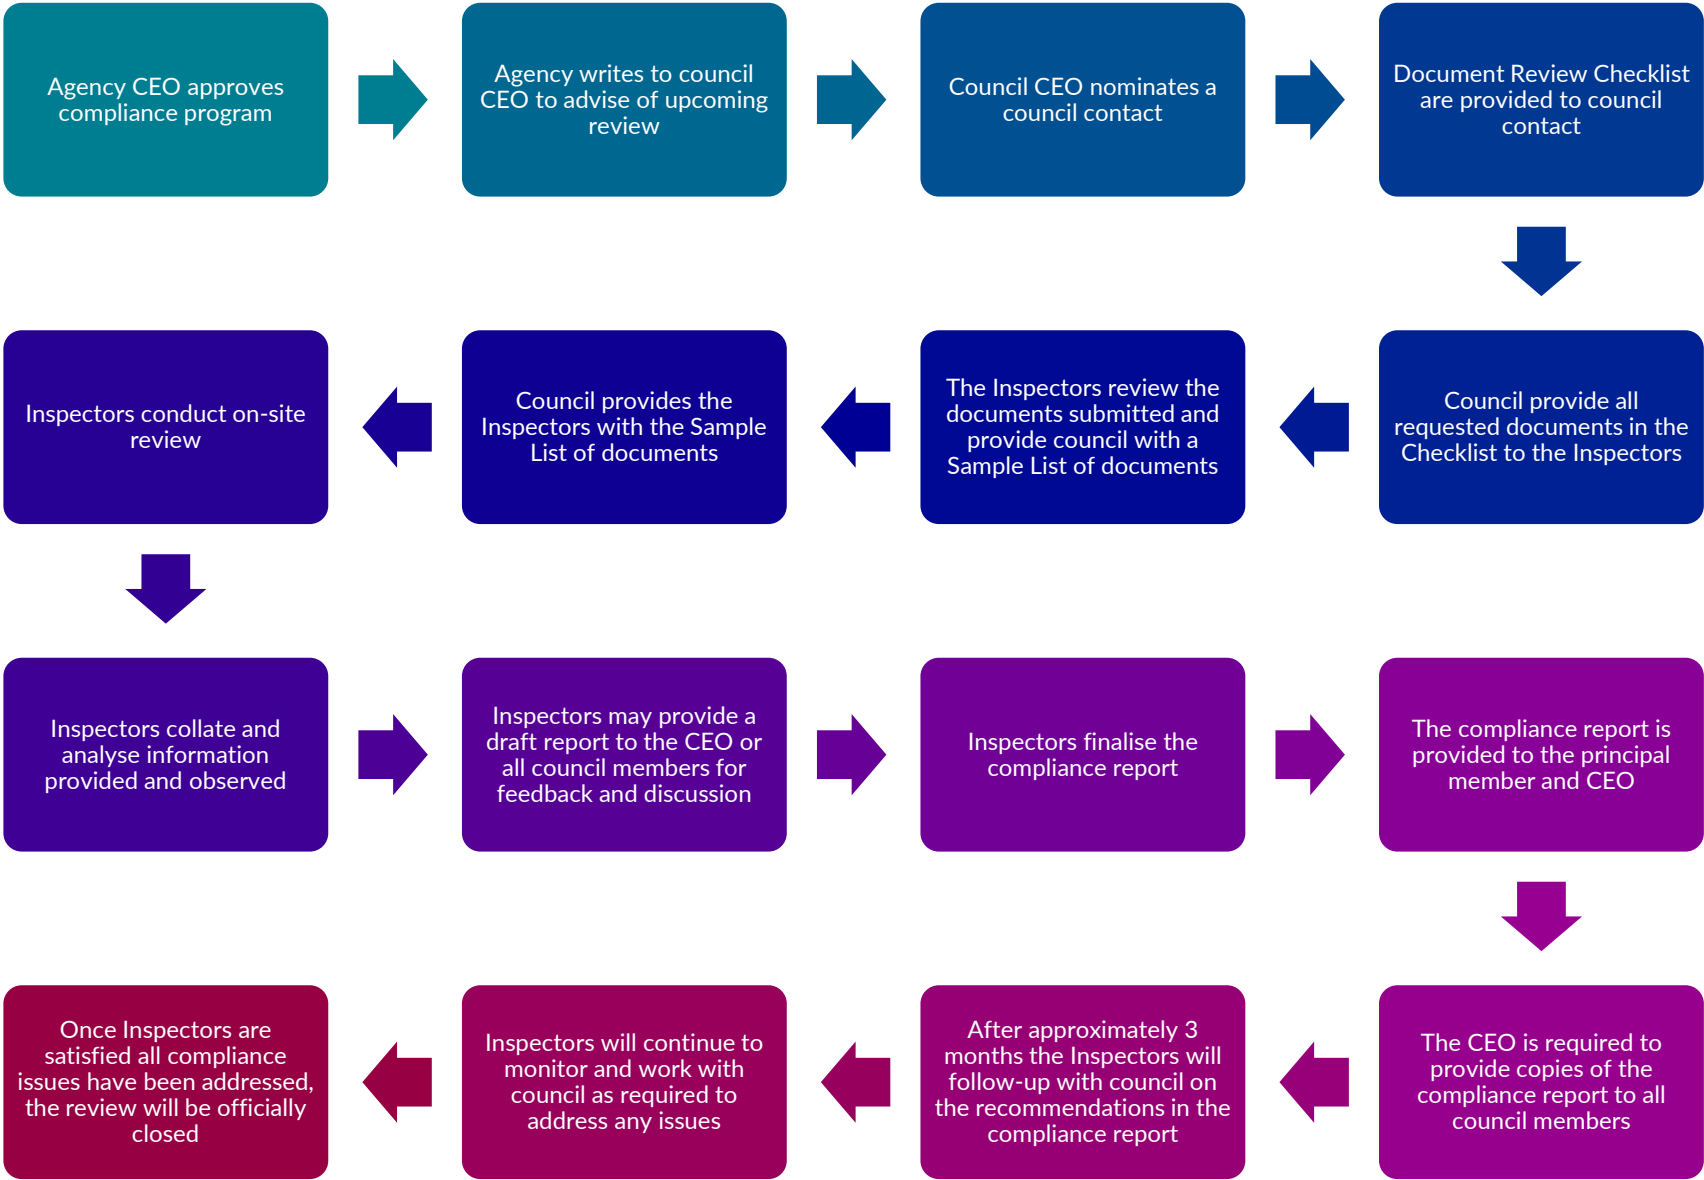 Agency CEO approves
compliance program
Agency writes to council
CEO to advise of upcoming
review
Council CEO nominates a
council contact
Document Review Checklist
are provided to council
contact
Council provide all
requested documents in the
Checklist to the Inspectors
The Inspectors review the
documents submitted and
provide council with a
Sample List of documents
Council provides the
Inspectors with the Sample
List of documents
Inspectors conduct on-site
review
Inspectors collate and
analyse information
provided and observed
Inspectors may provide a
draft report to the CEO or
all council members for
feedback and discussion
Inspectors finalise the
compliance report
The compliance report is
provided to the principal
member and CEO
The CEO is required to
provide copies of the
compliance report to all
council members
After approximately 3
months the Inspectors will
follow-up with council on
the recommendations in the
compliance report
Inspectors will continue to
monitor and work with
council as required to
address any issues
Once Inspectors are
satisfied all compliance
issues have been addressed,
the review will be officially
closed